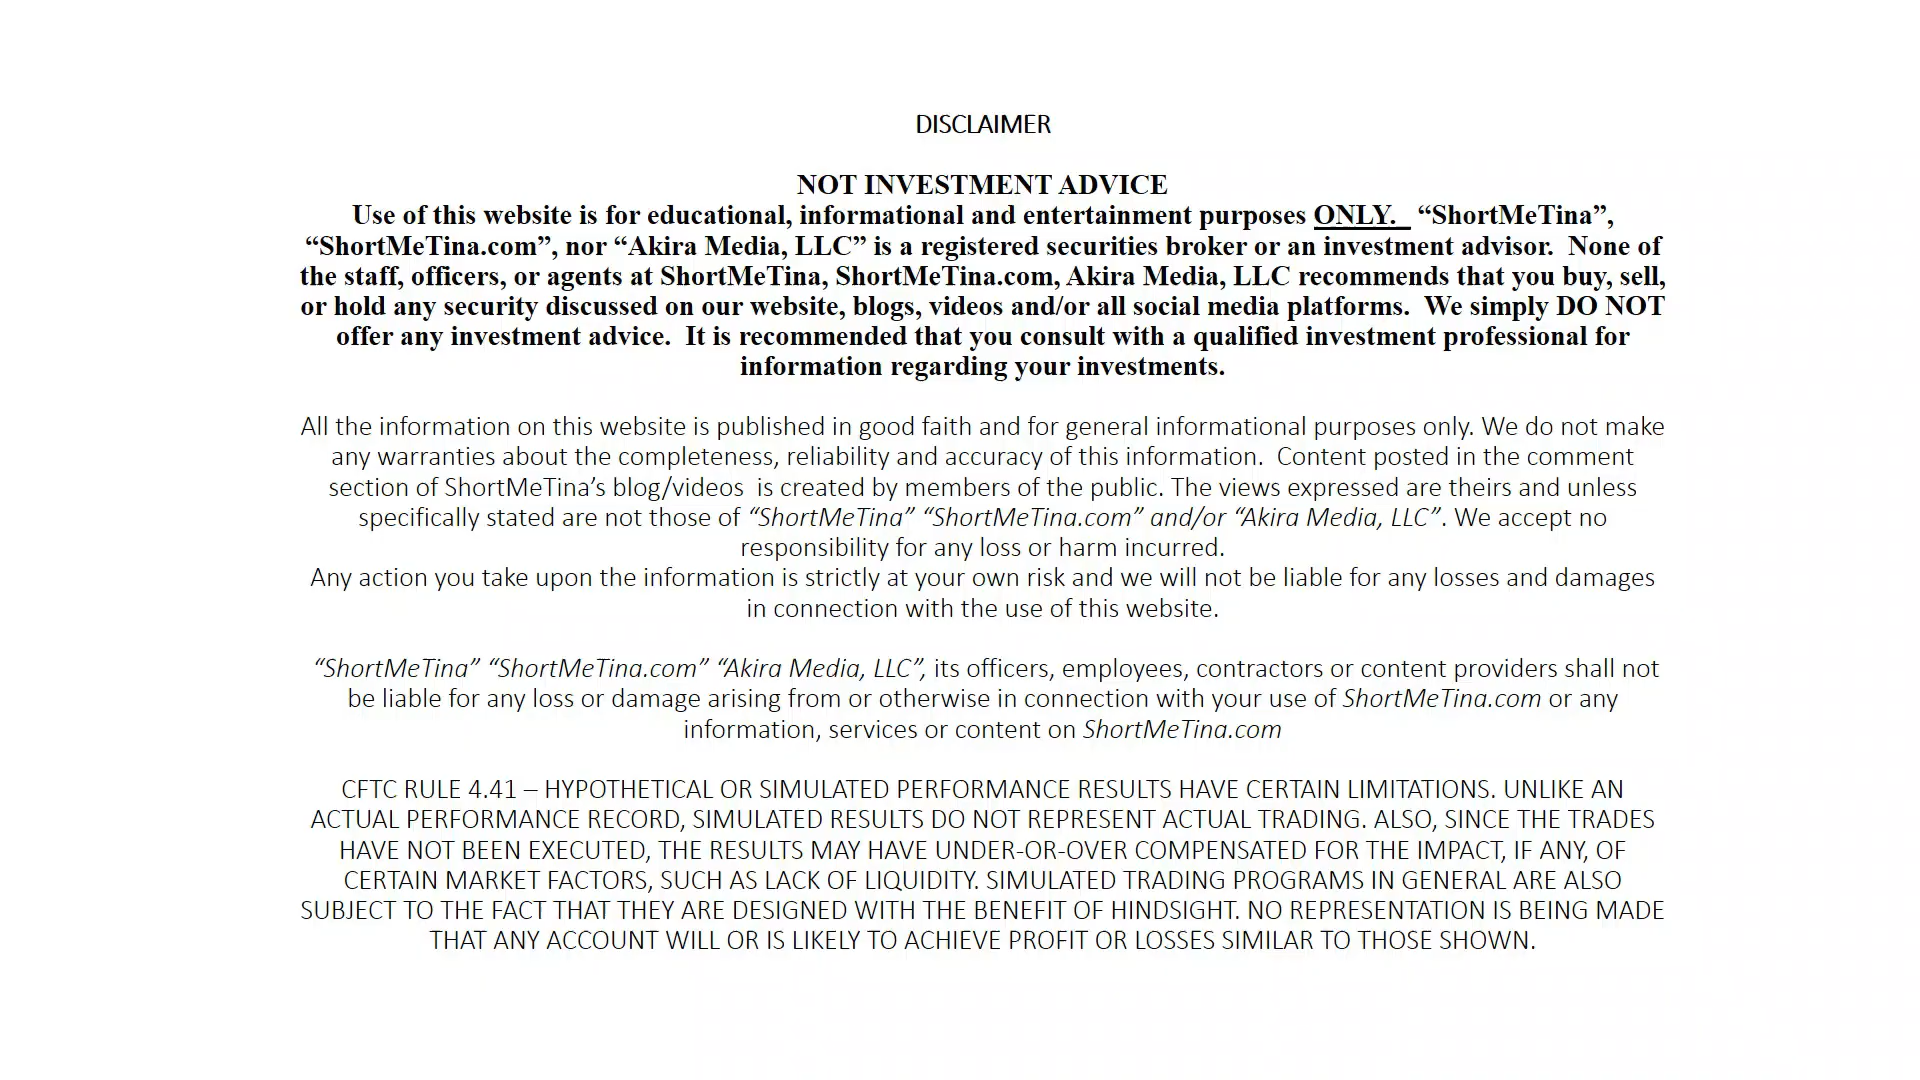 DISCLAIMER
NOT INVESTMENT ADVICE
Use of this website is for educational, informational and entertainment purposes ONLY.  “ShortMeTina”,
“ShortMeTina.com”, nor “Akira Media, LLC” is a registered securities broker or an investment advisor.  None of
the staff, officers, or agents at ShortMeTina, ShortMeTina.com, Akira Media, LLC recommends that you buy, sell,
or hold any security discussed on our website, blogs, videos and/or all social media platforms.  We simply DO NOT
offer any investment advice.  It is recommended that you consult with a qualified investment professional for
information regarding your investments.
All the information on this website is published in good faith and for general informational purposes only. We do not make
any warranties about the completeness, reliability and accuracy of this information.  Content posted in the comment
section of ShortMeTina’s blog/videos  is created by members of the public. The views expressed are theirs and unless
specifically stated are not those of “ShortMeTina” “ShortMeTina.com” and/or “Akira Media, LLC”. We accept no
responsibility for any loss or harm incurred.
Any action you take upon the information is strictly at your own risk and we will not be liable for any losses and damages
in connection with the use of this website.
“ShortMeTina” “ShortMeTina.com” “Akira Media, LLC”, its officers, employees, contractors or content providers shall not
be liable for any loss or damage arising from or otherwise in connection with your use of ShortMeTina.com or any
information, services or content on ShortMeTina.com
CFTC RULE 4.41 – HYPOTHETICAL OR SIMULATED PERFORMANCE RESULTS HAVE CERTAIN LIMITATIONS. UNLIKE AN
ACTUAL PERFORMANCE RECORD, SIMULATED RESULTS DO NOT REPRESENT ACTUAL TRADING. ALSO, SINCE THE TRADES
HAVE NOT BEEN EXECUTED, THE RESULTS MAY HAVE UNDER-OR-OVER COMPENSATED FOR THE IMPACT, IF ANY, OF
CERTAIN MARKET FACTORS, SUCH AS LACK OF LIQUIDITY. SIMULATED TRADING PROGRAMS IN GENERAL ARE ALSO
SUBJECT TO THE FACT THAT THEY ARE DESIGNED WITH THE BENEFIT OF HINDSIGHT. NO REPRESENTATION IS BEING MADE
THAT ANY ACCOUNT WILL OR IS LIKELY TO ACHIEVE PROFIT OR LOSSES SIMILAR TO THOSE SHOWN.